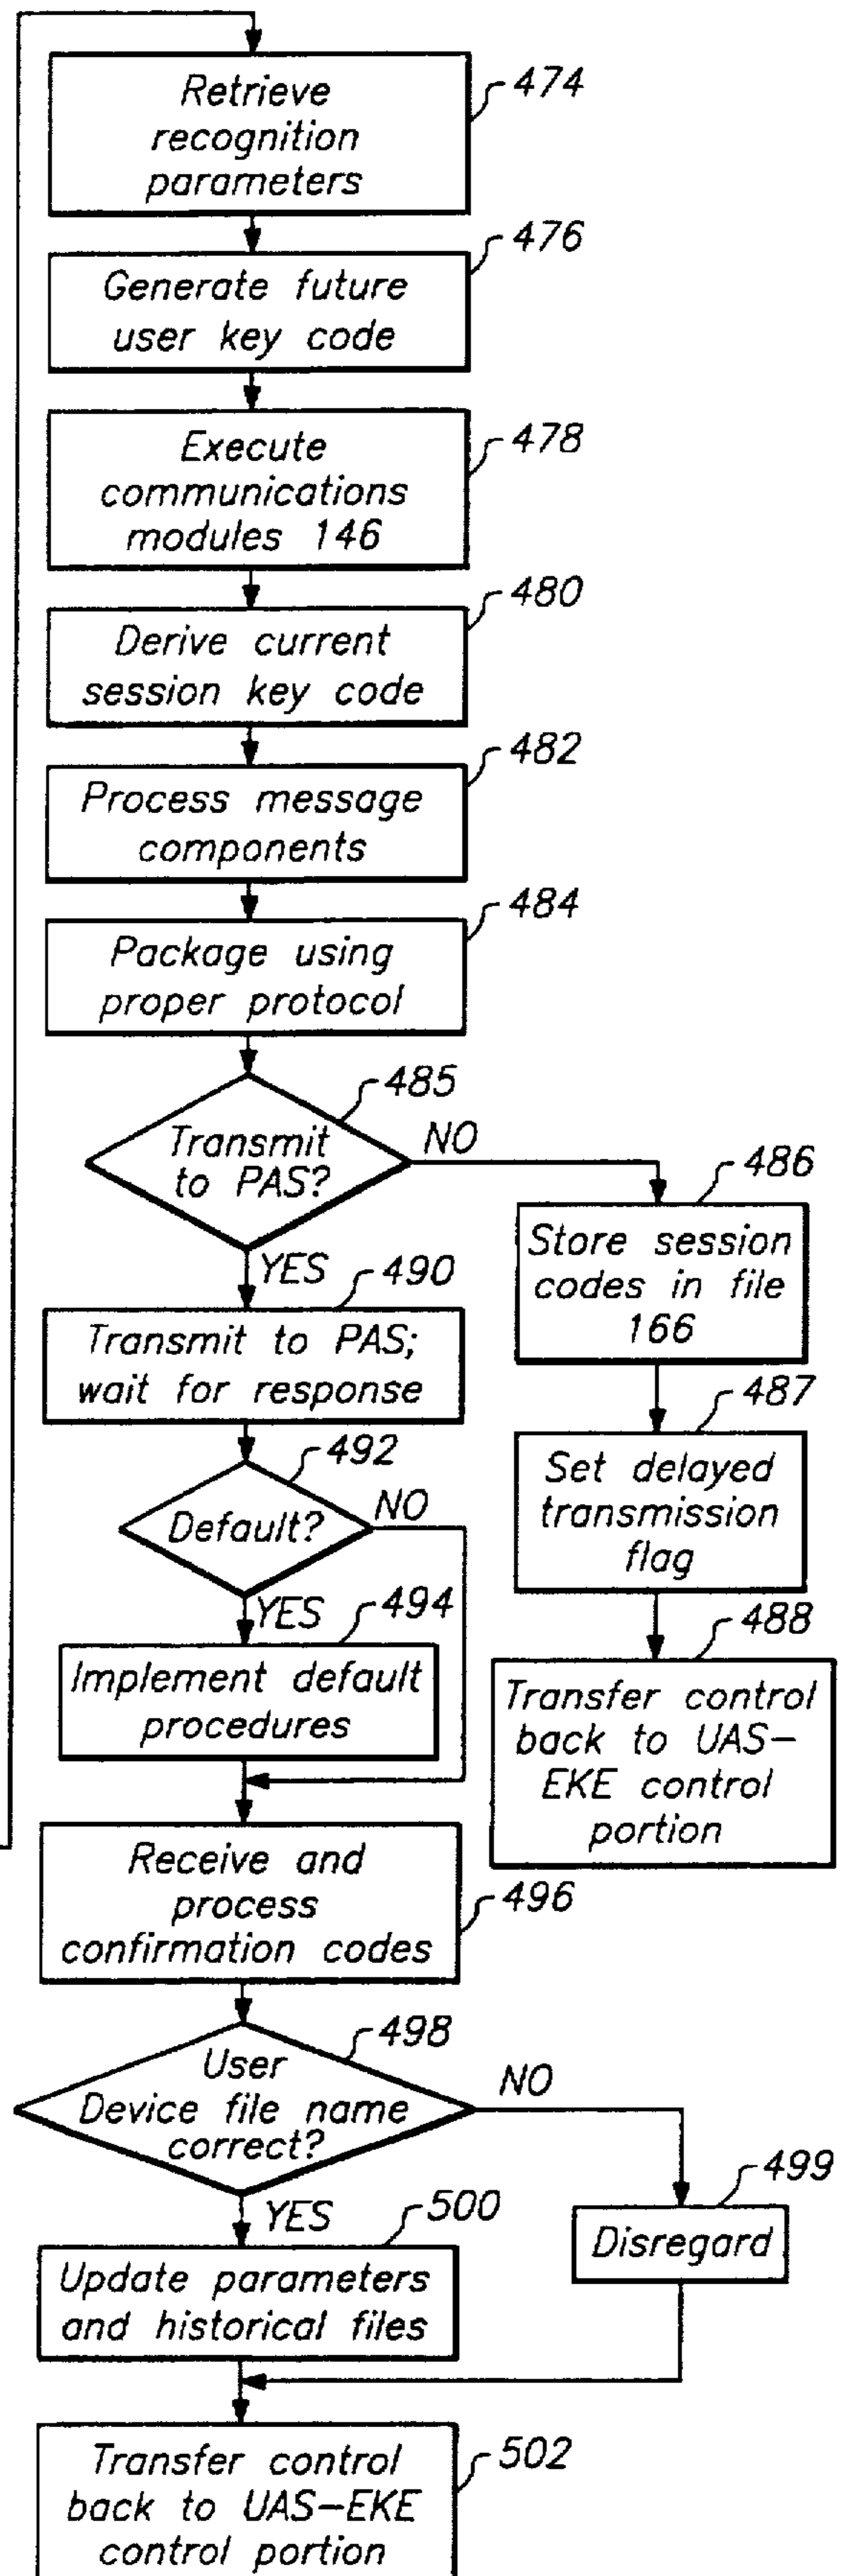 Retrieve
recognition
parameters
474
Generate future
user key code
476
Execute
communications
modules 146
478
Derive current
session key code
480
Process message
components
482
Package using
proper protocol
484
Transmit
to PAS?
485
NO
YES
Store session
codes in file
166
486
Set delayed
transmission
flag
487
Transfer control
back to UAS-
EKE control
portion
488
Transmit to PAS;
wait for response
490
Default?
492
NO
YES
Implement default
procedures
494
Receive and
process
confirmation codes
496
User
Device file name
correct?
498
NO
YES
Disregard
499
Update parameters
and historical files
500
Transfer control
back to UAS-EKE
control portion
502